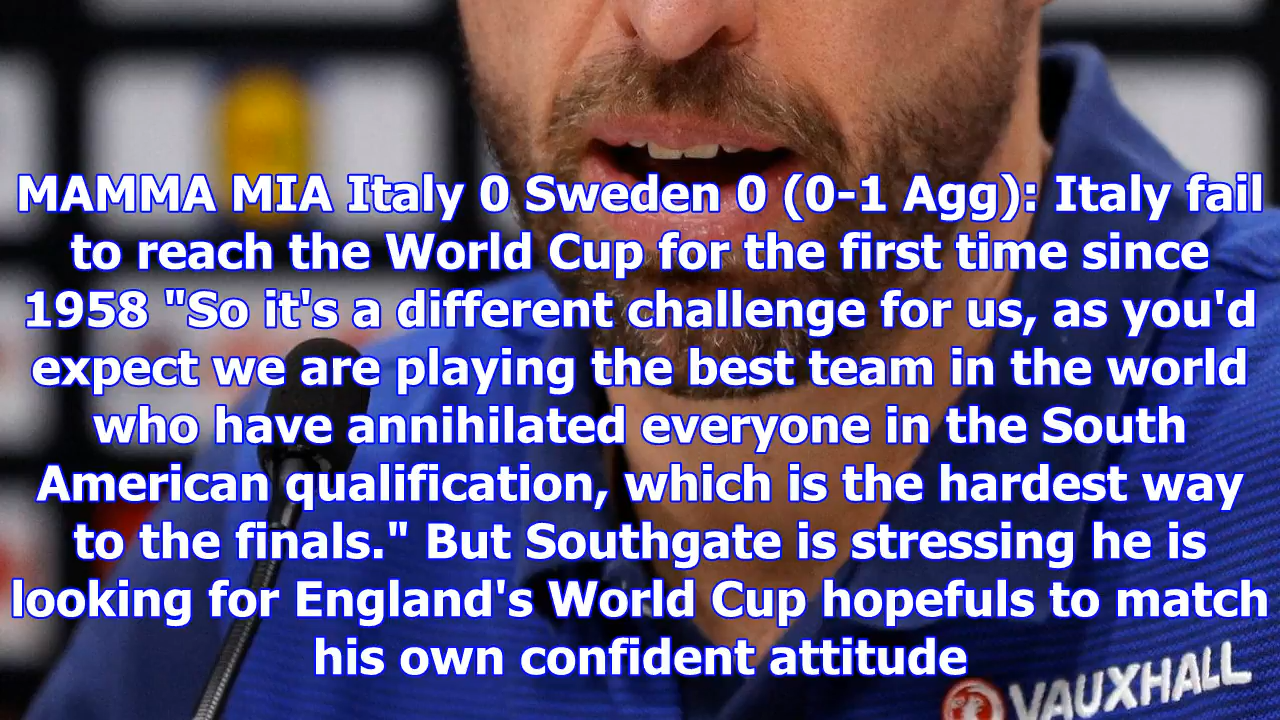 MAMMA MIA Italy 0 Sweden 0 (0-1 Agg): Italy fail
to reach the World Cup for the first time since
1958 "So it's a different challenge for us, as you'd
expect we are playing the best team in the world
who have annihilated everyone in the South
American qualification, which is the hardest way
to the finals." But Southgate is stressing he is
looking for England's World Cup hopefuls to match
his own confident attitude
VAUXHALL